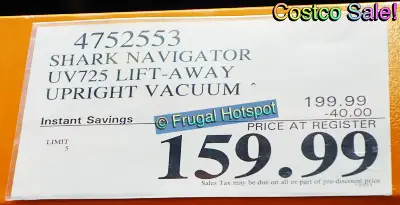 Costco Sale!
4752553
SHARK NAVIGATOR
UV725 LIFT-AWAY
UPRIGHT VACUUM ^
199.99
Instant Savings -40.00
© Frugal Hotspot
PRICE AT REGISTER
LIMIT
5
159.99
Sales Tax may be due on all or part of pre-discount price